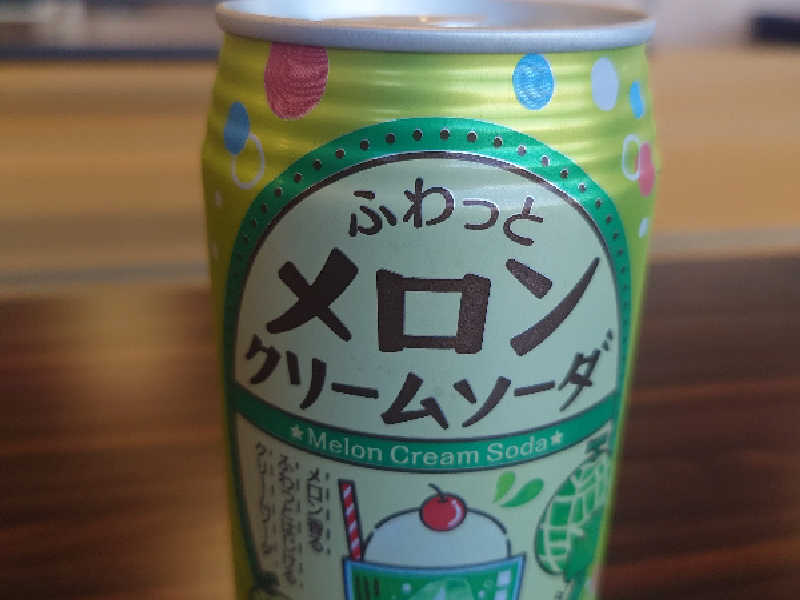 ふわっと
メロン
クリームソーダ
★Melon Cream Soda★
メロン香る